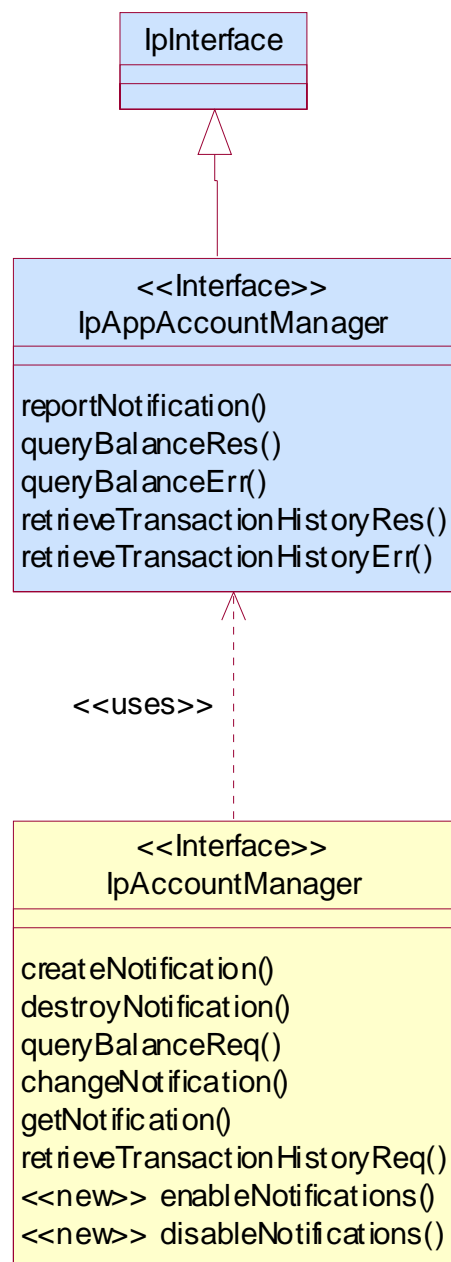 IpInterface
<<Interface>>
IpAppAccountManager
reportNotification()
queryBalanceRes()
queryBalanceErr()
retrieveTransactionHistoryRes()
retrieveTransactionHistoryErr()
<<uses>>
<<Interface>>
IpAccountManager
createNotification()
destroyNotification()
queryBalanceReq()
changeNotification()
getNotification()
retrieveTransactionHistoryReq()
<<new>> enableNotifications()
<<new>> disableNotifications()